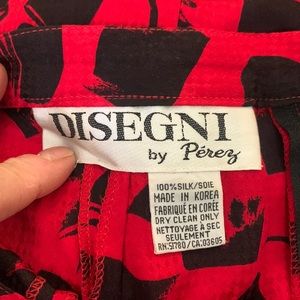 DISEGNI
by Pérez
100% SILK/SOIE
MADE IN KOREA
FABRIQUÉ EN CORÉE
DRY CLEAN ONLY
NETTOYAGE A SEC
SEULEMENT
RN:51780/CA:03605